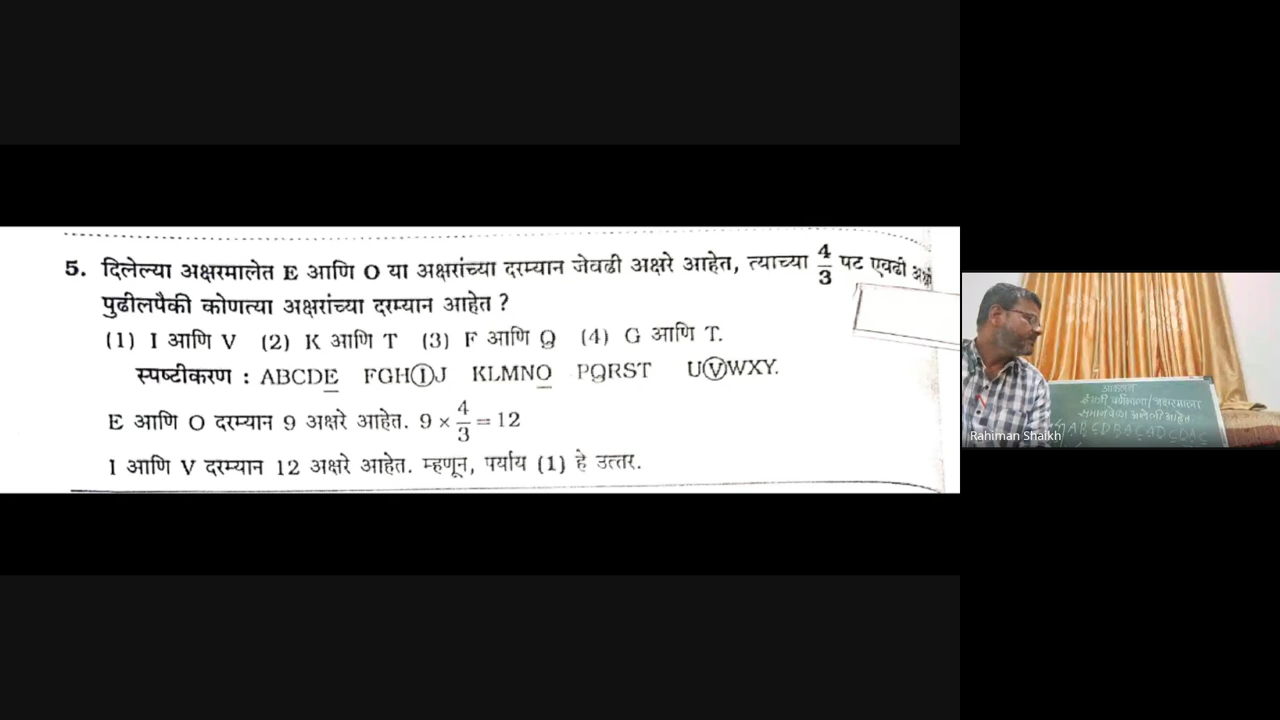 5. दिलेल्या अक्षरमालेत E आणि O या अक्षरांच्या दरम्यान जेवढी अक्षरे आहेत, त्याच्या 4/3 पट एवढी
पुढीलपैकी कोणत्या अक्षरांच्या दरम्यान आहेत ?
(1) I आणि V (2) K आणि T (3) F आणि Q (4) G आणि T.
स्पष्टीकरण : ABCDE FGHIJ KLMNO PQRST UVWXY.
E आणि O दरम्यान 9 अक्षरे आहेत. 9 × 4/3 = 12
I आणि V दरम्यान 12 अक्षरे आहेत. म्हणून, पर्याय (1) हे उत्तर.
Rahiman Shaikh